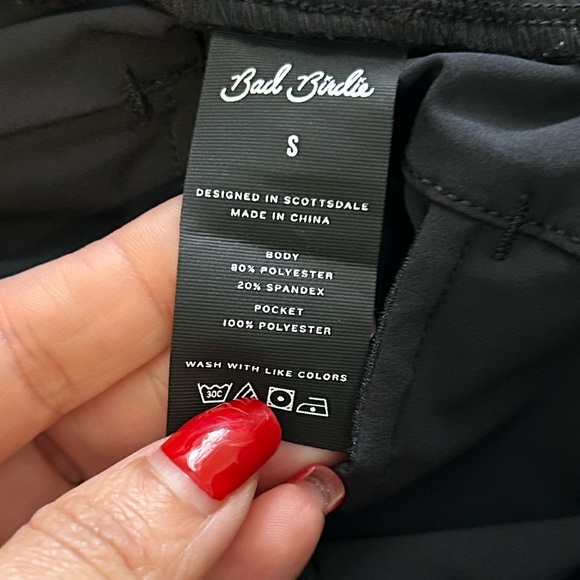 Bad Birdie
S
DESIGNED IN SCOTTSDALE
MADE IN CHINA
BODY
80% POLYESTER
20% SPANDEX
POCKET
100% POLYESTER
WASH WITH LIKE COLORS
30C